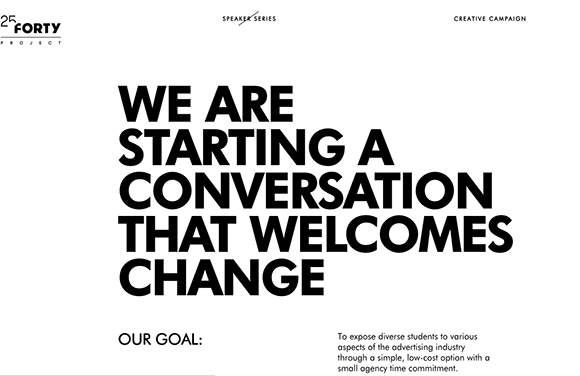 25 FORTY
PROJECT
SPEAKER SERIES
CREATIVE CAMPAIGN
WE ARE
STARTING A
CONVERSATION
THAT WELCOMES
CHANGE
OUR GOAL:
To expose diverse students to various
aspects of the advertising industry
through a simple, low-cost option with a
small agency time commitment.